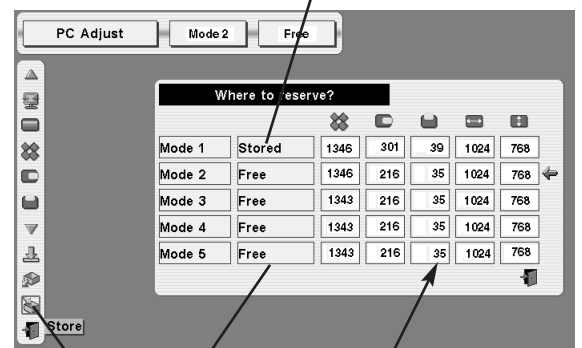 PC Adjust Mode 2 Free
Where to reserve?
Mode 1 Stored 1346 301 39 1024 768
Mode 2 Free 1346 216 35 1024 768
Mode 3 Free 1343 216 35 1024 768
Mode 4 Free 1343 216 35 1024 768
Mode 5 Free 1343 216 35 1024 768
Store